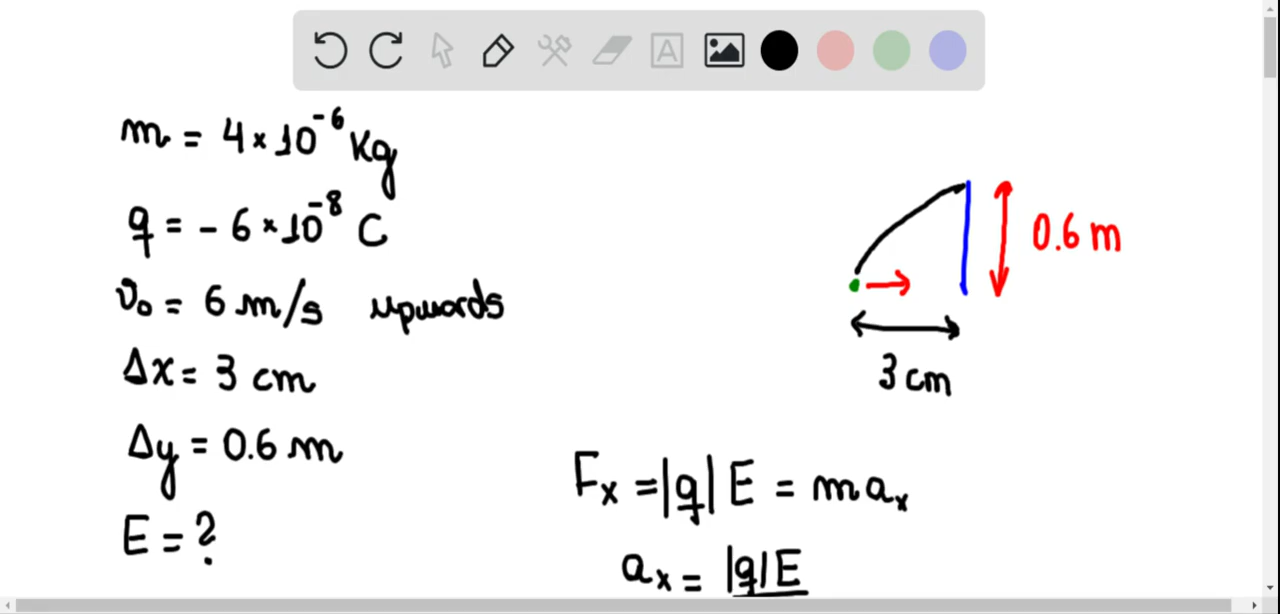 A
m = 4×10⁻⁶ Kg
q = -6×10⁻⁸ C
v₀ = 6 m/s upwards
Δx = 3 cm
Δy = 0.6 m
E = ?
0.6 m
3 cm
Fₓ = |q| E = m aₓ
aₓ = |q|E